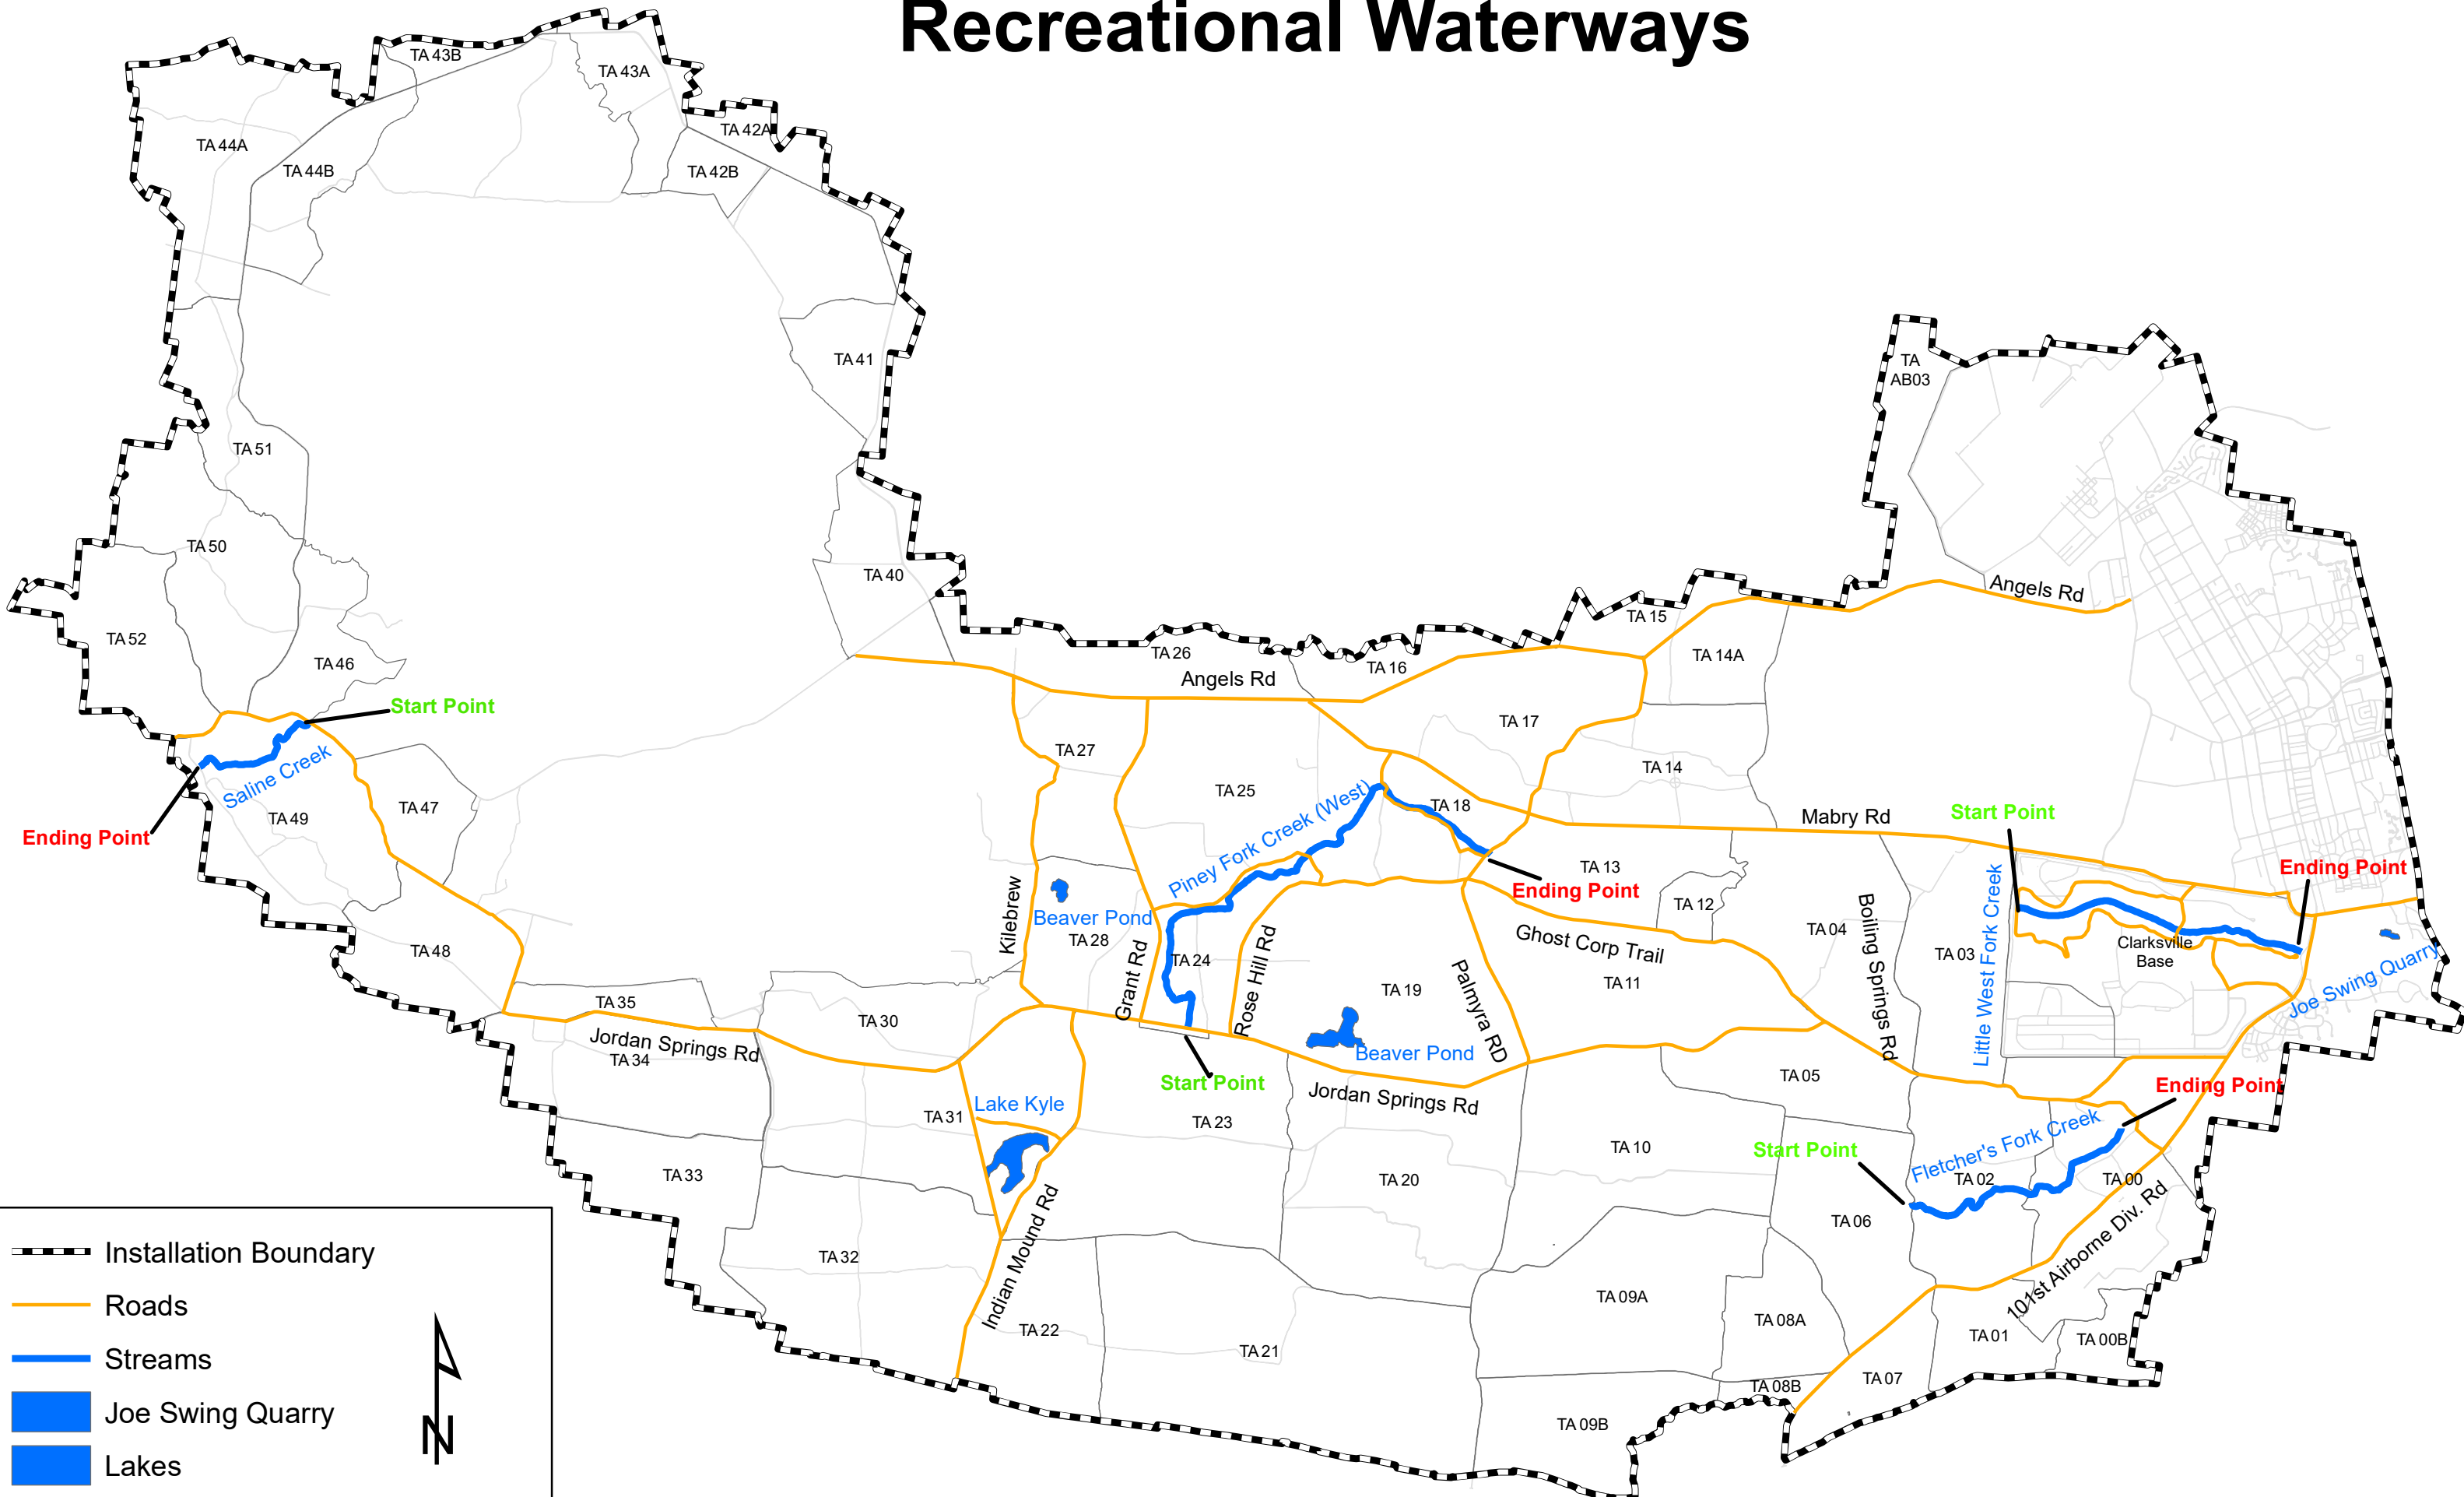 Recreational Waterways
TA 43B
TA 43A
TA 42A
TA 44A
TA 44B
TA 42B
TA 41
TA
AB03
TA 51
TA 50
TA 40
Angels Rd
TA 15
TA 52
TA 46
TA 26
TA 16
TA 14A
Angels Rd
Start Point
TA 17
TA 27
TA 14
Saline Creek
TA 25
TA 18
TA 47
TA 49
Mabry Rd
Start Point
Ending Point
Piney Fork Creek (West)
TA 13
Ending Point
Ending Point
TA 12
Kilebrew
Beaver Pond
TA 28
Grant Rd
TA 24
Rose Hill Rd
Ghost Corp Trail
TA 04
Boiling Springs Rd
TA 03
Little West Fork Creek
Clarksville
Base
Joe Swing Quarry
TA 48
TA 35
TA 30
TA 19
Palmyra RD
TA 11
Jordan Springs Rd
TA 34
Beaver Pond
Start Point
TA 05
Ending Point
Lake Kyle
Jordan Springs Rd
TA 31
TA 23
TA 10
Start Point
Fletcher's Fork Creek
TA 33
TA 20
TA 02
TA 00
TA 06
101st Airborne Div. Rd
TA 32
Indian Mound Rd
TA 09A
TA 08A
TA 22
TA 21
TA 01
TA 00B
TA 08B
TA 07
TA 09B
Installation Boundary
Roads
Streams
Joe Swing Quarry
Lakes
N